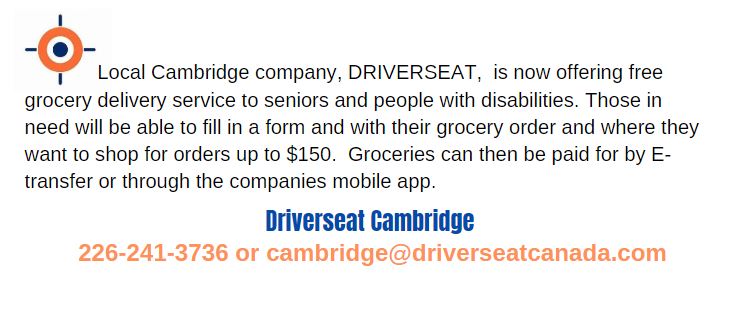 Local Cambridge company, DRIVERSEAT,  is now offering free
grocery delivery service to seniors and people with disabilities. Those in
need will be able to fill in a form and with their grocery order and where they
want to shop for orders up to $150.  Groceries can then be paid for by E-
transfer or through the companies mobile app.
Driverseat Cambridge
226-241-3736 or cambridge@driverseatcanada.com